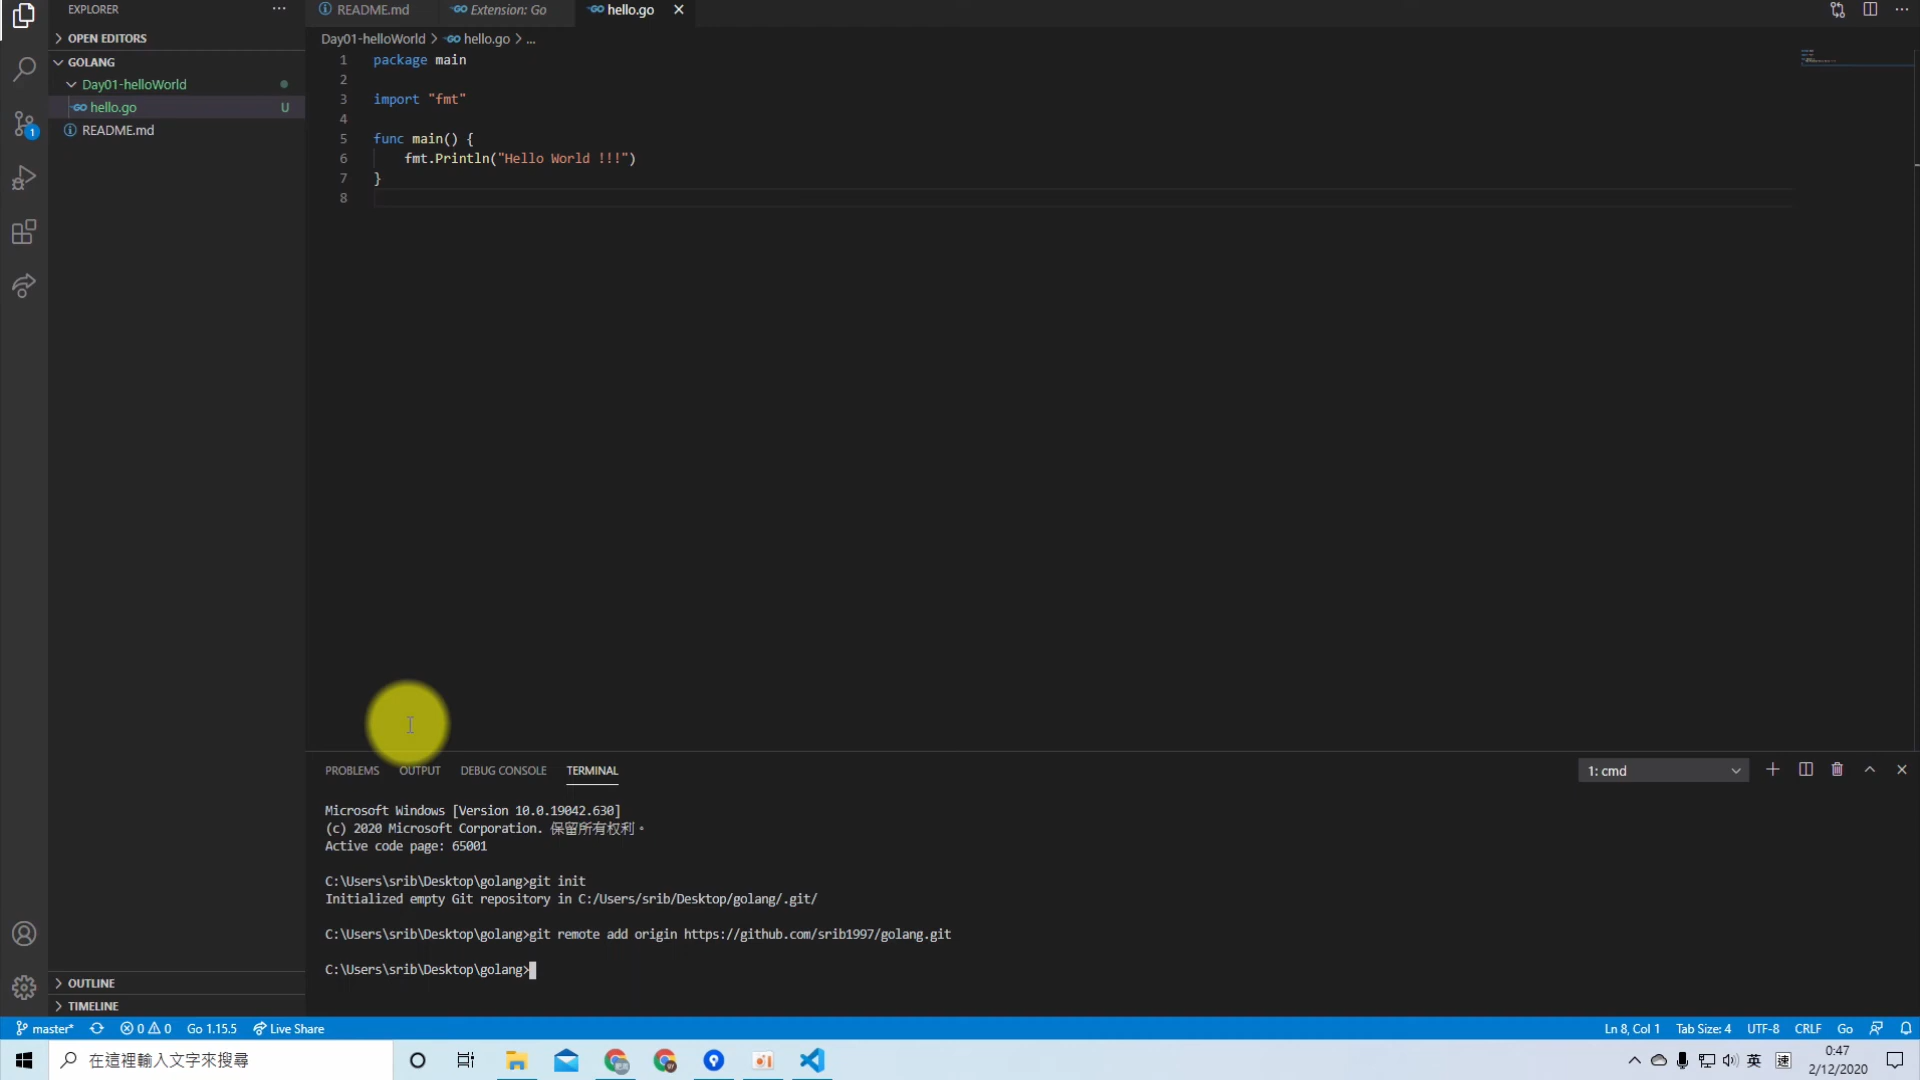 EXPLORER
OPEN EDITORS
GOLANG
Day01-helloWorld
hello.go U
README.md
README.md
Extension: Go
hello.go
Day01-helloWorld > hello.go > ...
1 package main
2
3 import "fmt"
4
5 func main() {
6 fmt.Println("Hello World !!!")
7 }
8
1
PROBLEMS OUTPUT DEBUG CONSOLE TERMINAL
1: cmd
Microsoft Windows [Version 10.0.19042.630]
(c) 2020 Microsoft Corporation. 保留所有权利。
Active code page: 65001
C:\Users\srib\Desktop\golang>git init
Initialized empty Git repository in C:/Users/srib/Desktop/golang/.git/
C:\Users\srib\Desktop\golang>git remote add origin https://github.com/srib1997/golang.git
C:\Users\srib\Desktop\golang>
OUTLINE
TIMELINE
master* 0 0 Go 1.15.5 Live Share
Ln 8, Col 1 Tab Size: 4 UTF-8 CRLF Go
在這裡輸入文字來搜尋
英 速
0:47
2/12/2020